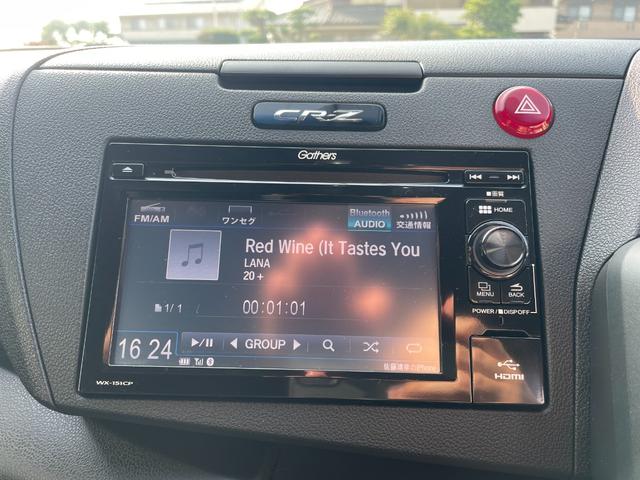 CR-Z
Gathers
FM/AM
ワンセグ
Bluetooth
AUDIO
交通情報
■画質
HOME
Red Wine (It Tastes You
LANA
20+
1/1
00:01:01
MENU
BACK
POWER/■DISP OFF
16 24
GROUP
HDMI
WX-151CP